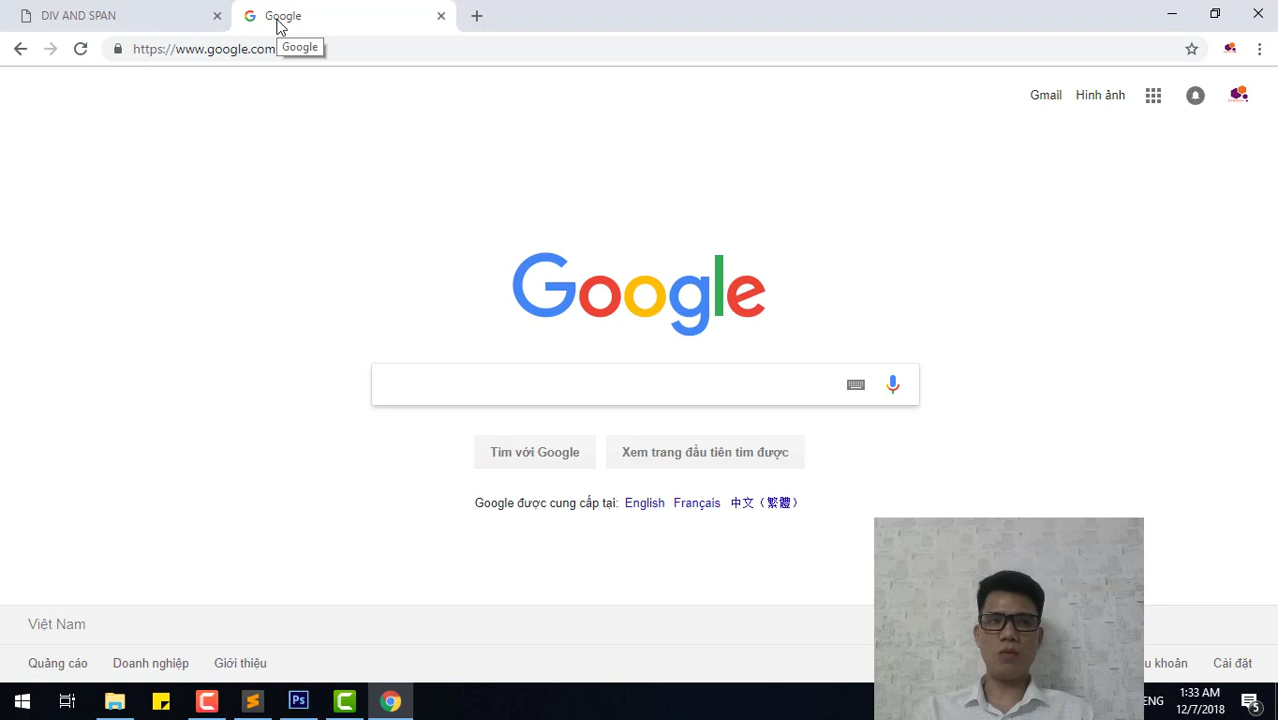 DIV AND SPAN
Google
https://www.google.com
Google
Gmail Hình ảnh
Google
Tìm với Google Xem trang đầu tiên tìm được
Google được cung cấp tại: English Français 中文（繁體）
Việt Nam
Quảng cáo Doanh nghiệp Giới thiệu khoản Cài đặt
Ps
ENG
1:33 AM
12/7/2018
5